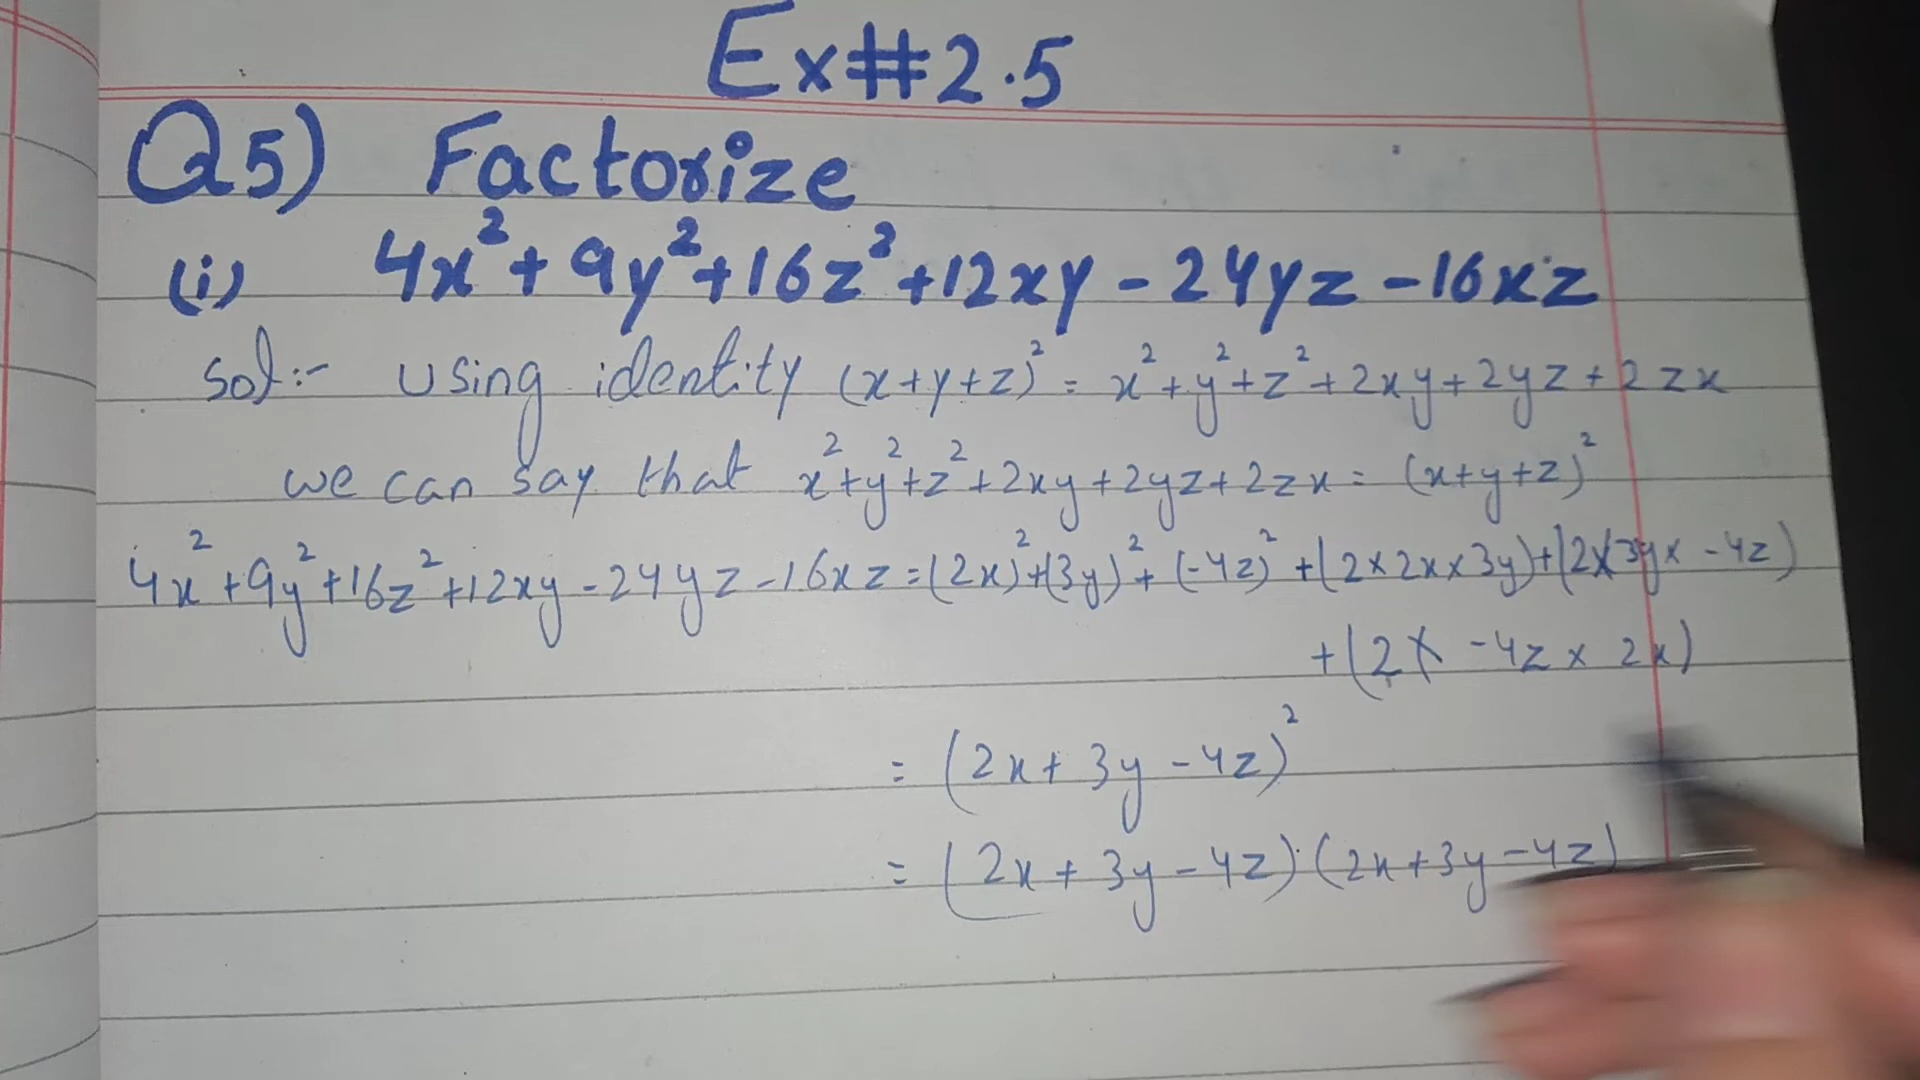 Ex#2.5
Q5) Factorize
(i) 4x²+9y²+16z²+12xy-24yz-16xz
Sol:- Using identity (x+y+z)² = x²+y²+z²+2xy+2yz+2zx
we can say that x²+y²+z²+2xy+2yz+2zx = (x+y+z)²
4x²+9y²+16z²+12xy-24yz-16xz = (2x)²+(3y)²+(-4z)²+(2×2x×3y)+(2×3y×-4z)
+(2×-4z×2x)
= (2x+3y-4z)²
= (2x+3y-4z)·(2x+3y-4z)